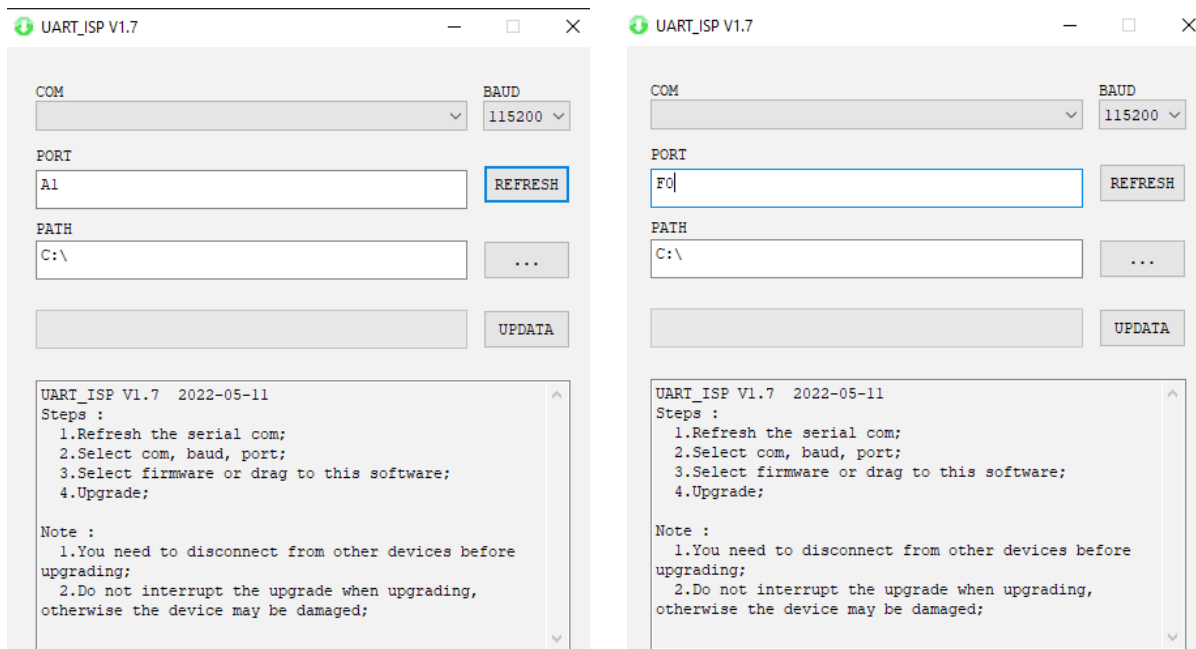 UART_ISP V1.7
COM
BAUD
115200
PORT
A1
REFRESH
PATH
C:\
...
UPDATA
UART_ISP V1.7  2022-05-11
Steps :
1.Refresh the serial com;
2.Select com, baud, port;
3.Select firmware or drag to this software;
4.Upgrade;
Note :
1.You need to disconnect from other devices before
upgrading;
2.Do not interrupt the upgrade when upgrading,
otherwise the device may be damaged;
UART_ISP V1.7
COM
BAUD
115200
PORT
F0
REFRESH
PATH
C:\
...
UPDATA
UART_ISP V1.7  2022-05-11
Steps :
1.Refresh the serial com;
2.Select com, baud, port;
3.Select firmware or drag to this software;
4.Upgrade;
Note :
1.You need to disconnect from other devices before
upgrading;
2.Do not interrupt the upgrade when upgrading,
otherwise the device may be damaged;